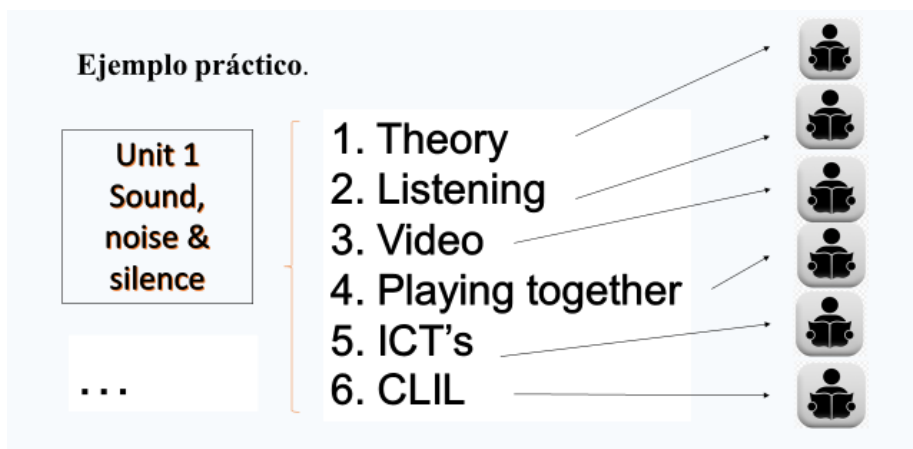 Ejemplo práctico.
Unit 1
Sound,
noise &
silence
...
1. Theory
2. Listening
3. Video
4. Playing together
5. ICT's
6. CLIL